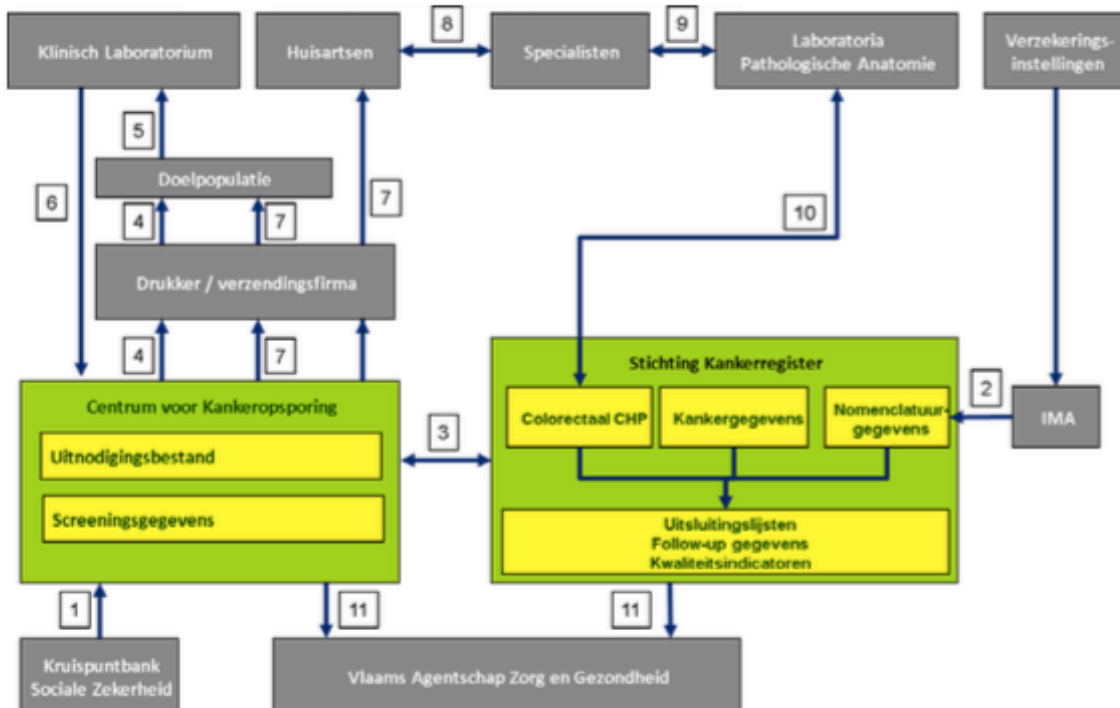 Klinisch Laboratorium
Huisartsen
8
Specialisten
9
Laboratoria
Pathologische Anatomie
Verzekerings-
instellingen
5
6
Doelpopulatie
7
4
7
10
Drukker / verzendingsfirma
4
7
Stichting Kankerregister
Centrum voor Kankeropsporing
3
Colorectaal CHP
Kankergegevens
Nomenclatuur-
gegevens
2
IMA
Uitnodigingsbestand
Screeningsgegevens
Uitsluitingslijsten
Follow-up gegevens
Kwaliteitsindicatoren
1
11
11
Kruispuntbank
Sociale Zekerheid
Vlaams Agentschap Zorg en Gezondheid